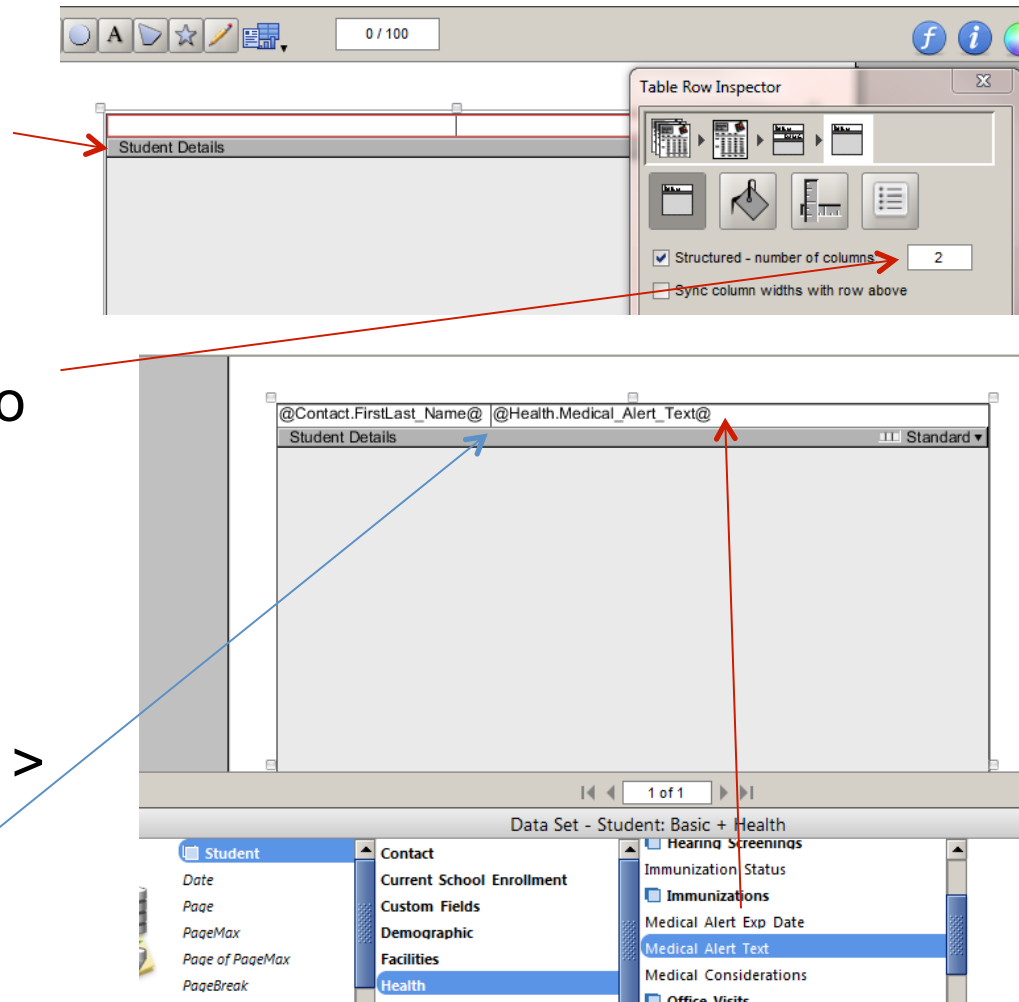 A
0 / 100
f
i
Table Row Inspector
Student Details
Structured - number of columns
2
Sync column widths with row above
o
@Contact.FirstLast_Name@
@Health.Medical_Alert_Text@
Student Details
Standard
>
1 of 1
Data Set - Student: Basic + Health
Student
Date
Page
PageMax
Page of PageMax
PageBreak
Contact
Current School Enrollment
Custom Fields
Demographic
Facilities
Health
Hearing Screenings
Immunization Status
Immunizations
Medical Alert Exp Date
Medical Alert Text
Medical Considerations
Office Visits